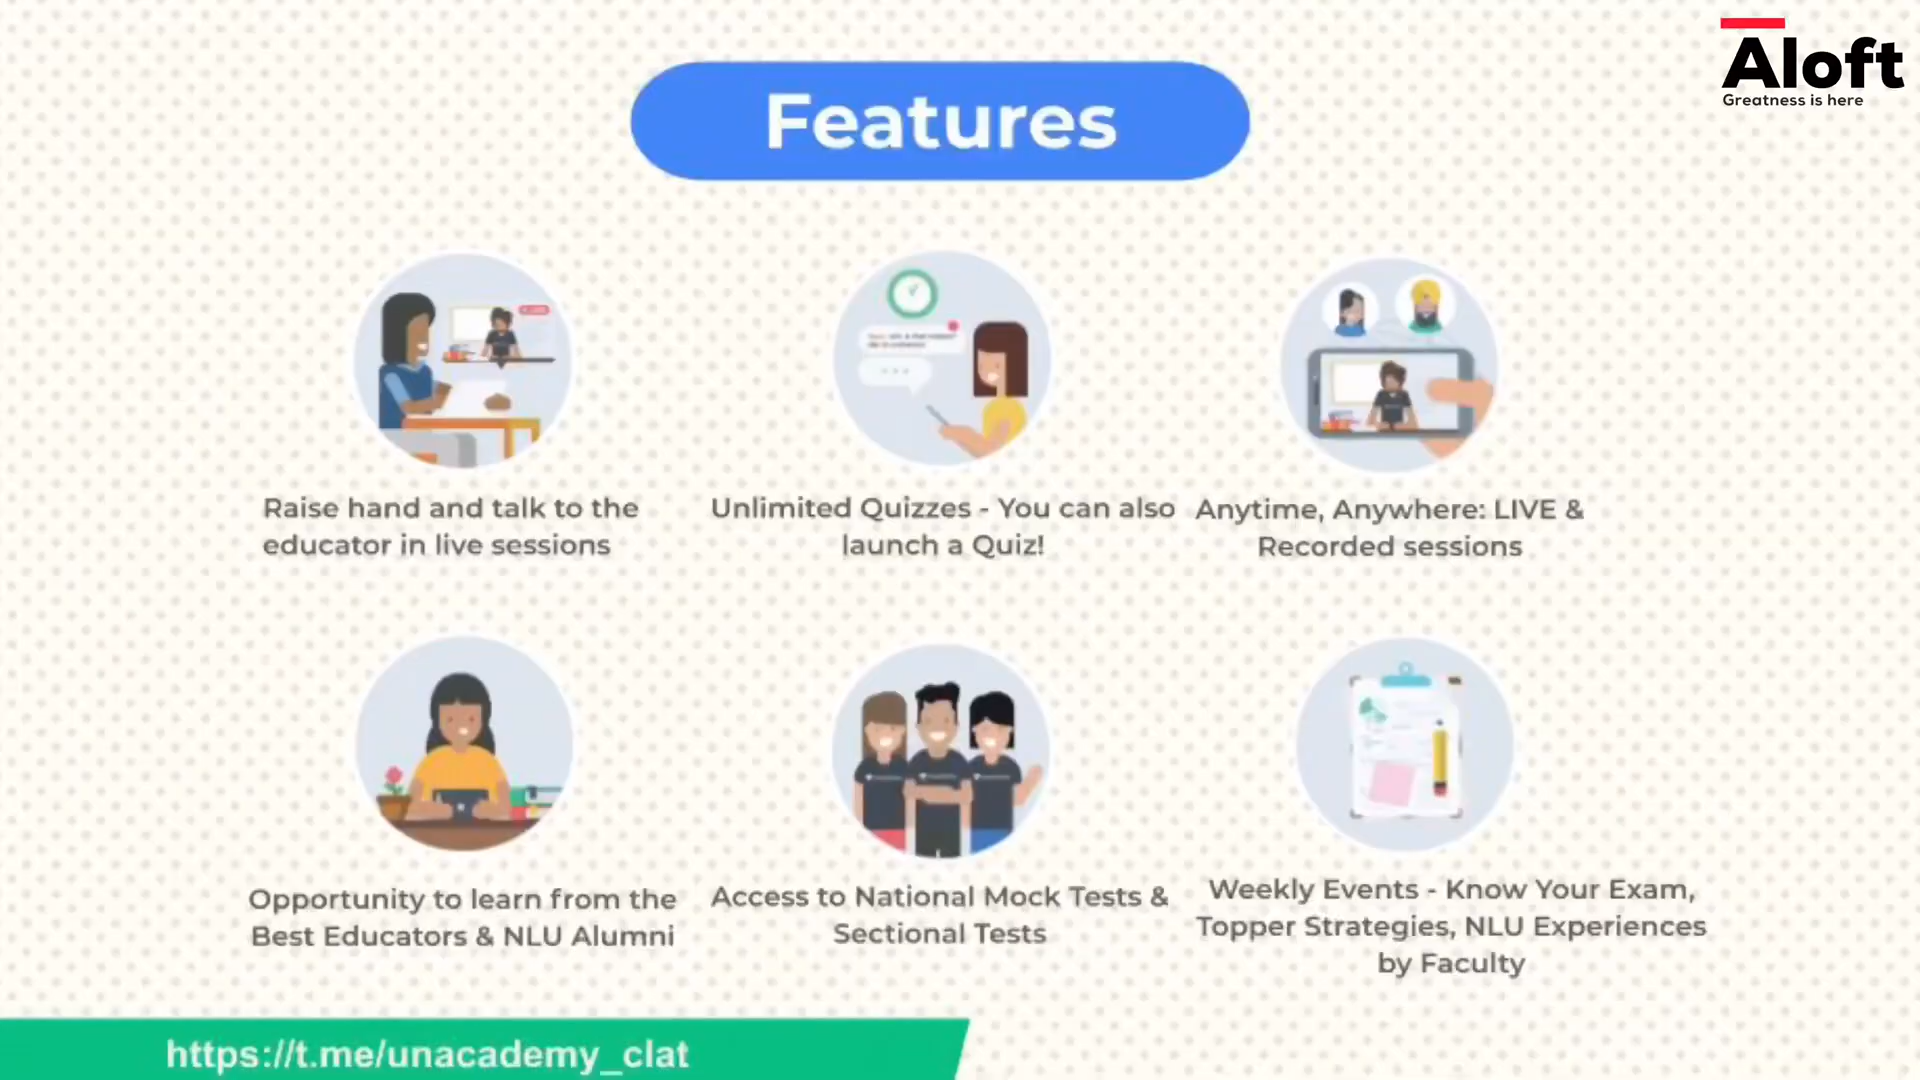 Aloft
Greatness is here
Features
Raise hand and talk to the
educator in live sessions
Unlimited Quizzes - You can also
launch a Quiz!
Anytime, Anywhere: LIVE &
Recorded sessions
Opportunity to learn from the
Best Educators & NLU Alumni
Access to National Mock Tests &
Sectional Tests
Weekly Events - Know Your Exam,
Topper Strategies, NLU Experiences
by Faculty
https://t.me/unacademy_clat